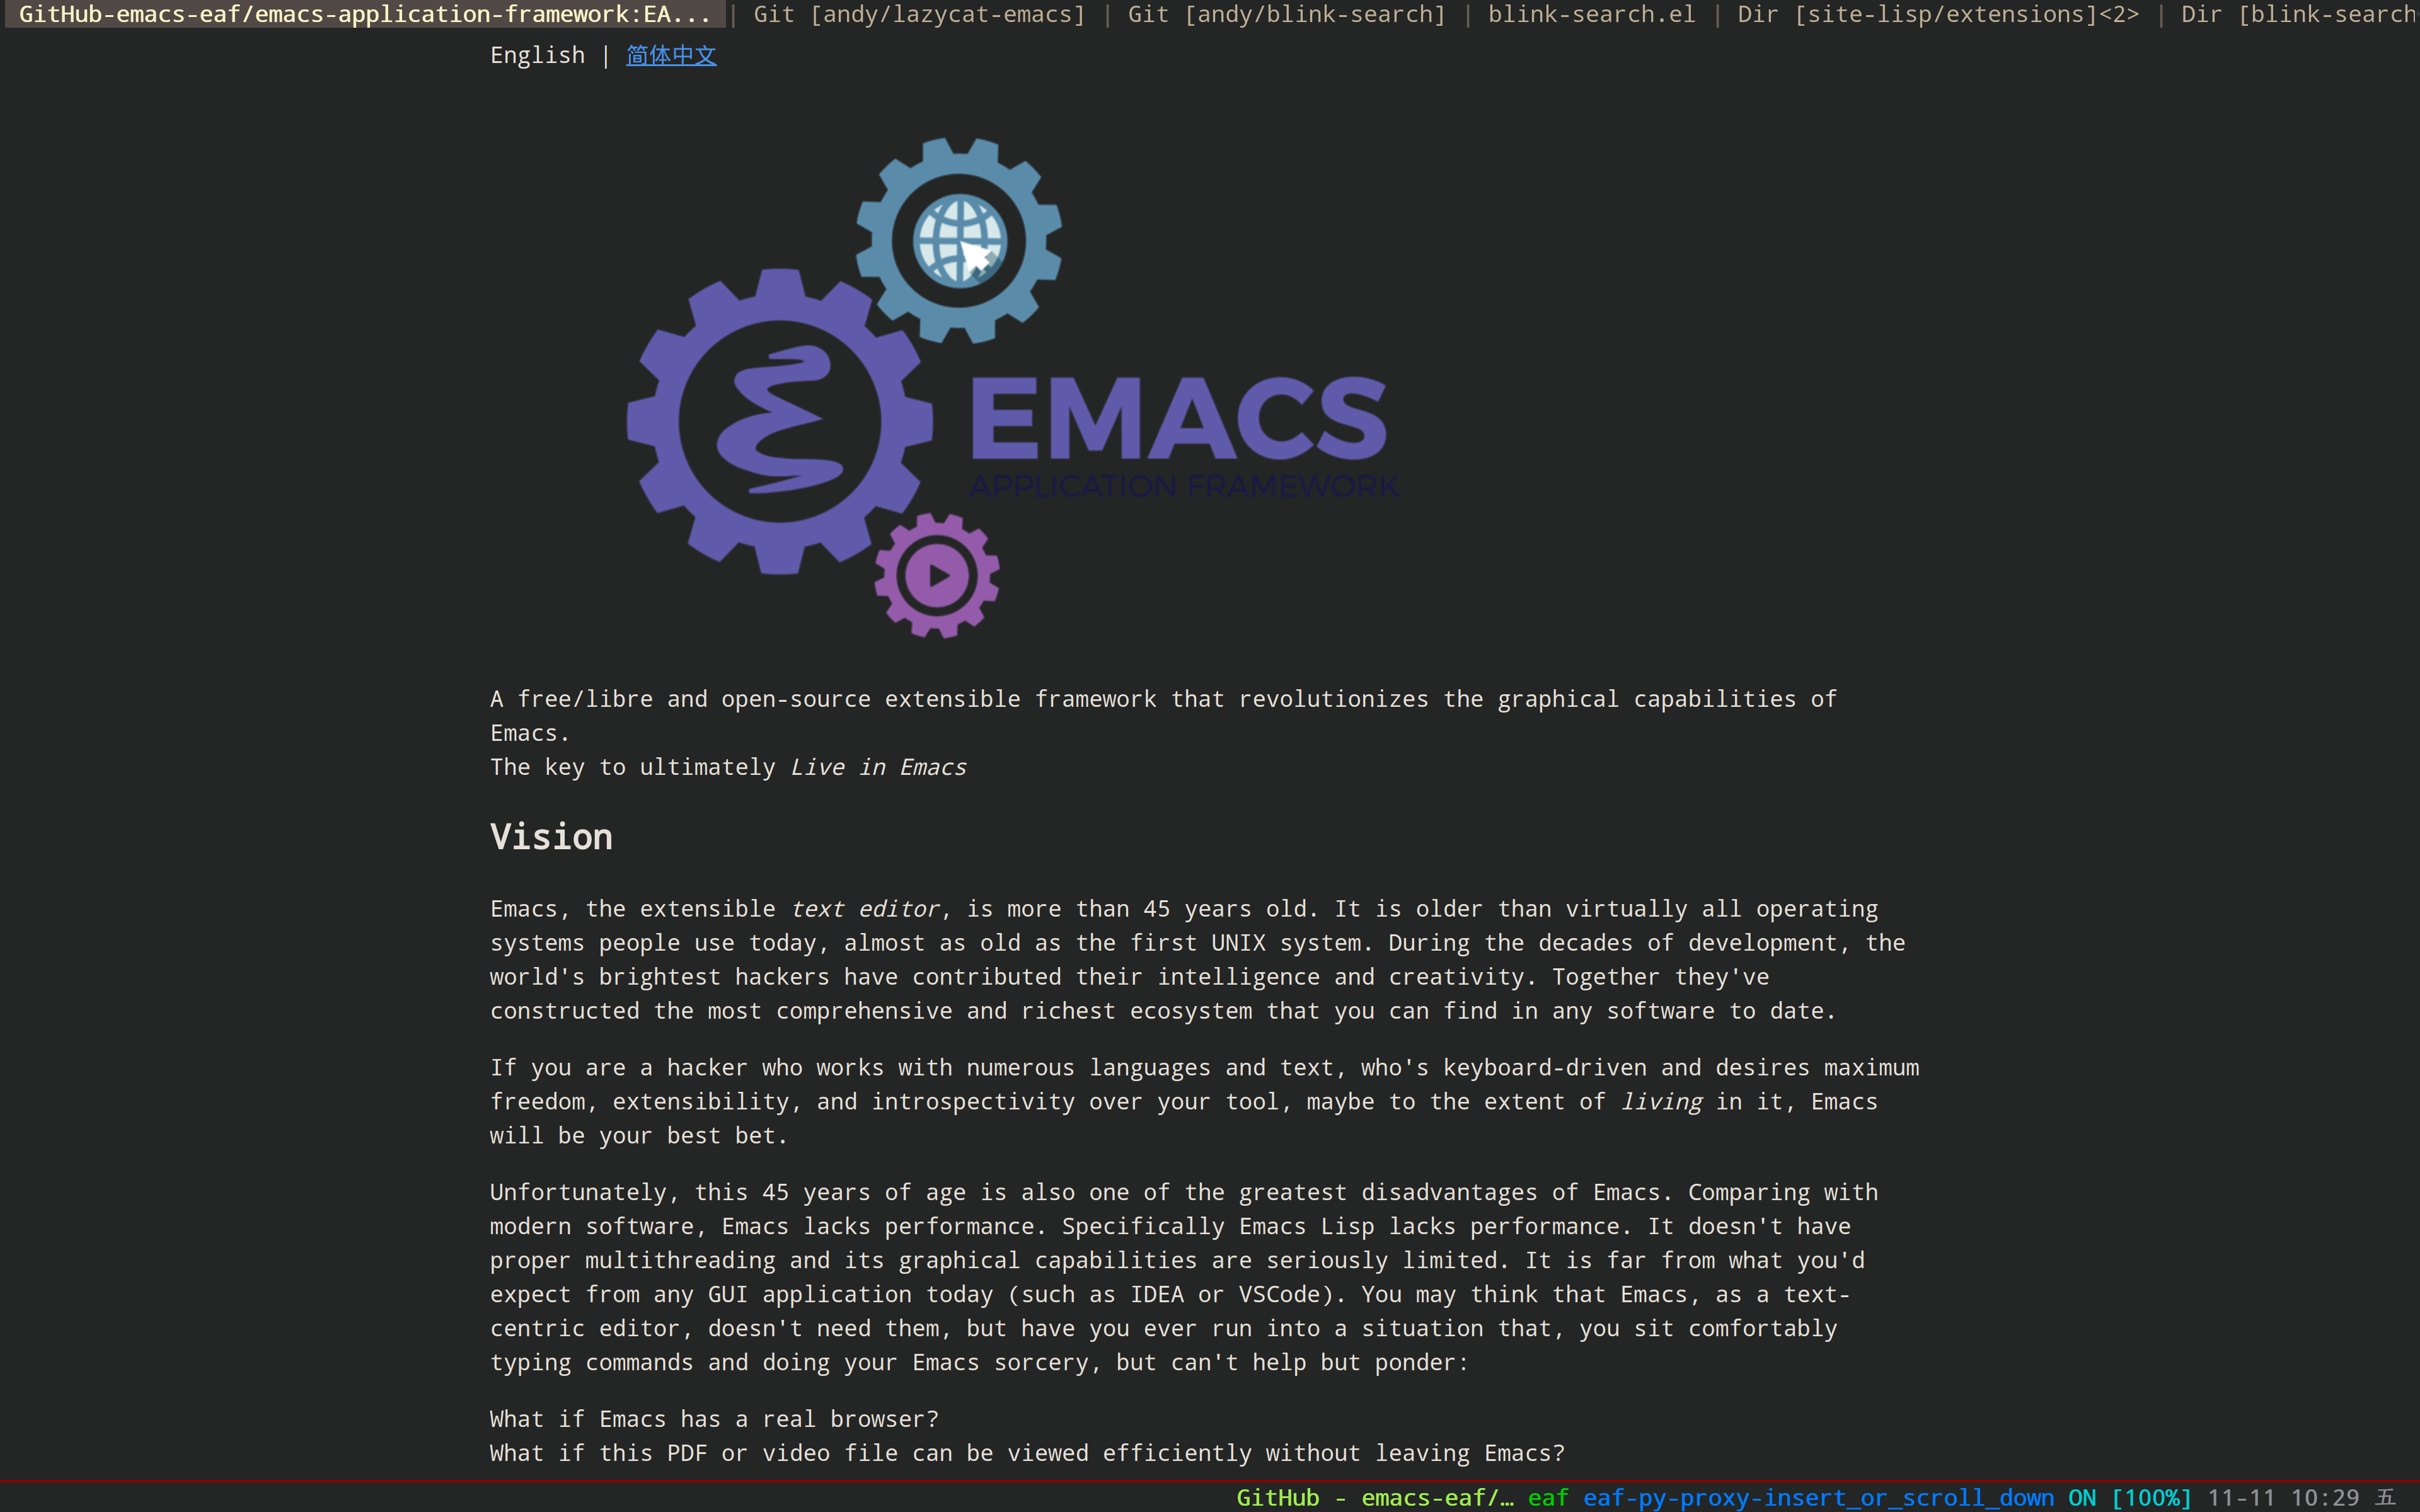 GitHub-emacs-eaf/emacs-application-framework:EA... | Git [andy/lazycat-emacs] | Git [andy/blink-search] | blink-search.el | Dir [site-lisp/extensions]<2> | Dir [blink-search
English | 简体中文
EMACS
APPLICATION FRAMEWORK
A free/libre and open-source extensible framework that revolutionizes the graphical capabilities of
Emacs.
The key to ultimately Live in Emacs
Vision
Emacs, the extensible text editor, is more than 45 years old. It is older than virtually all operating
systems people use today, almost as old as the first UNIX system. During the decades of development, the
world's brightest hackers have contributed their intelligence and creativity. Together they've
constructed the most comprehensive and richest ecosystem that you can find in any software to date.
If you are a hacker who works with numerous languages and text, who's keyboard-driven and desires maximum
freedom, extensibility, and introspectivity over your tool, maybe to the extent of living in it, Emacs
will be your best bet.
Unfortunately, this 45 years of age is also one of the greatest disadvantages of Emacs. Comparing with
modern software, Emacs lacks performance. Specifically Emacs Lisp lacks performance. It doesn't have
proper multithreading and its graphical capabilities are seriously limited. It is far from what you'd
expect from any GUI application today (such as IDEA or VSCode). You may think that Emacs, as a text-
centric editor, doesn't need them, but have you ever run into a situation that, you sit comfortably
typing commands and doing your Emacs sorcery, but can't help but ponder:
What if Emacs has a real browser?
What if this PDF or video file can be viewed efficiently without leaving Emacs?
GitHub - emacs-eaf/… eaf eaf-py-proxy-insert_or_scroll_down ON [100%] 11-11 10:29 五